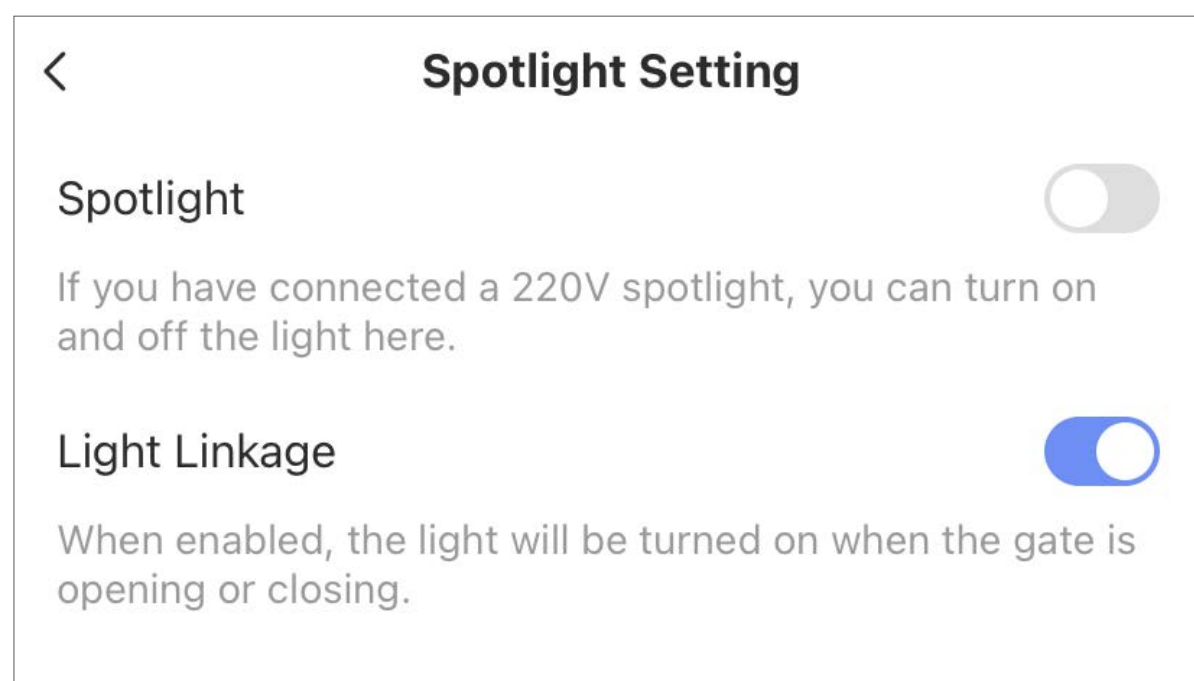 Spotlight Setting
Spotlight
If you have connected a 220V spotlight, you can turn on
and off the light here.
Light Linkage
When enabled, the light will be turned on when the gate is
opening or closing.